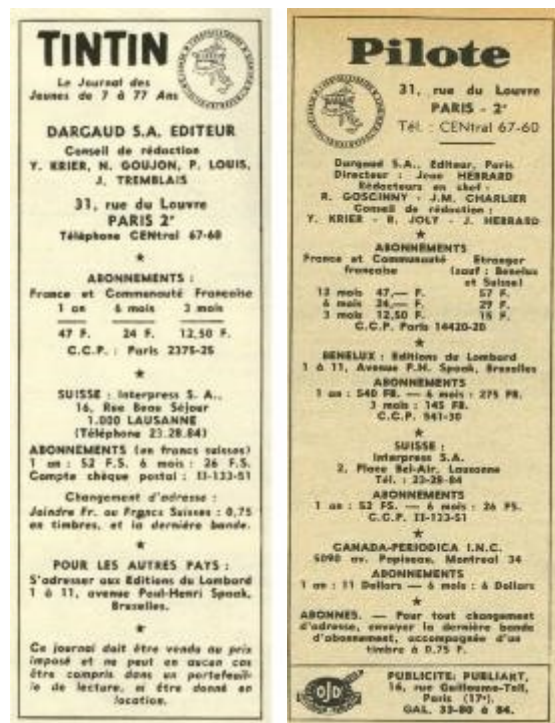 TINTIN
Le Journal des
Jeunes de 7 à 77 Ans
DARGAUD S.A. EDITEUR
Conseil de rédaction
Y. KRIER, N. GOUJON, P. LOUIS,
J. TREMBLAIS
31, rue du Louvre
PARIS 2e
Téléphone CENtral 67-60
★
ABONNEMENTS :
France et Communauté Française
1 an 6 mois 3 mois
47 F. 24 F. 12,50 F.
C.C.P. : Paris 2375-25
★
SUISSE : Interpress S. A.,
16, Rue Beau Séjour
1.000 LAUSANNE
(Téléphone 23.28.84)
ABONNEMENTS (en francs suisses)
1 an : 52 F.S. 6 mois : 26 F.S.
Compte chèque postal : II-133-51
Changement d'adresse :
Joindre Fr. ou Francs Suisses : 0,75
en timbres, et la dernière bande.
★
POUR LES AUTRES PAYS :
S'adresser aux Editions du Lombard
1 à 11, avenue Paul-Henri Spaak,
Bruxelles.
★
Ce journal doit être vendu au prix
imposé et ne peut en aucun cas
être compris dans un portefeuil-
le de lecture, ni être donné en
location.
Pilote
31, rue du Louvre
PARIS - 2e
Tél. : CENtral 67-60
Dargaud S.A., Editeur, Paris
Directeur : Jean HEBRARD
Rédacteurs en chef :
R. GOSCINNY - J.M. CHARLIER
Conseil de rédaction :
Y. KRIER - R. JOLY - J. HEBRARD
★
ABONNEMENTS
France et Communauté Etranger
française (sauf : Benelux
et Suisse)
12 mois 47,— F. 57 F.
6 mois 24,— F. 29 F.
3 mois 12,50 F. 15 F.
C.C.P. Paris 14420-20
★
BENELUX : Editions du Lombard
1 à 11, Avenue P.H. Spaak, Bruxelles
ABONNEMENTS
1 an : 540 FB. — 6 mois : 275 FB.
3 mois : 145 FB.
C.C.P. 541-30
★
SUISSE :
Interpress S.A.
2, Place Bel-Air, Lausanne
Tél. : 23-28-84
ABONNEMENTS
1 an : 52 FS. — 6 mois : 26 FS.
C.C.P. II-133-51
★
CANADA-PERIODICA I.N.C.
5090 av. Papineau, Montreal 34
ABONNEMENTS
1 an : 11 Dollars — 6 mois : 6 Dollars
★
ABONNES. — Pour tout changement
d'adresse, envoyer la dernière bande
d'abonnement, accompagnée d'un
timbre à 0,75 F.
OJD
PUBLICITE: PUBLIART,
16, rue Guillaume-Tell,
Paris (17e).
GAL. 33-80 à 84.